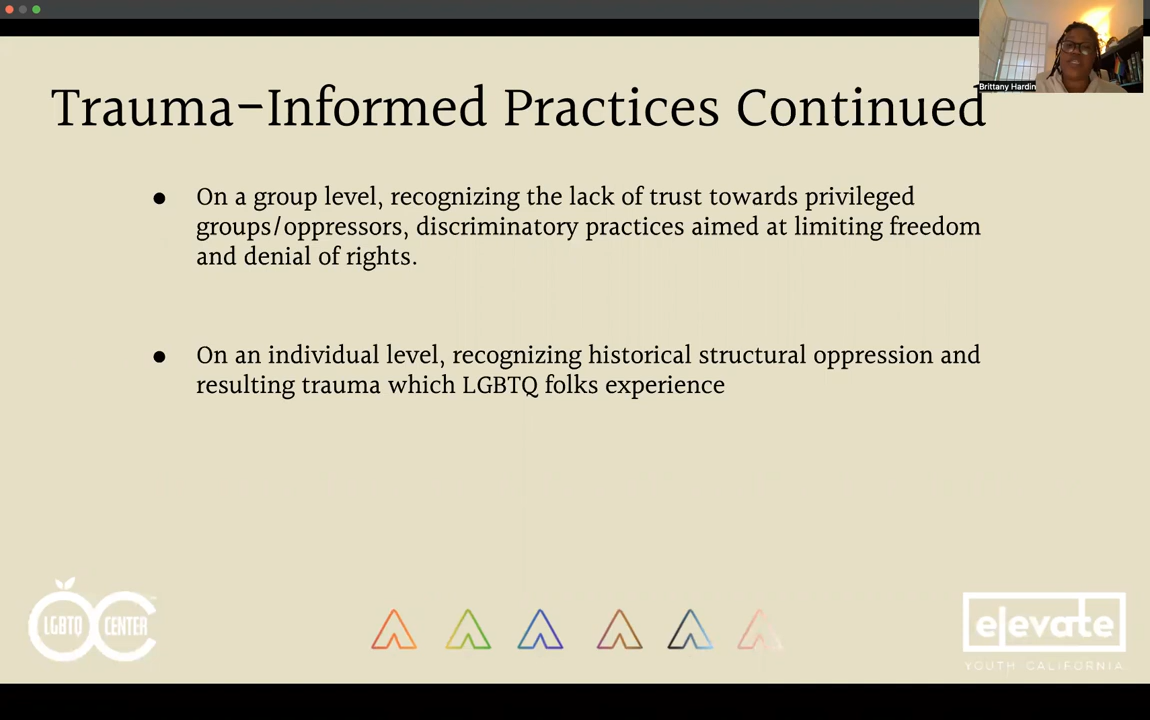 Brittany Hardin
Trauma-Informed Practices Continued
● On a group level, recognizing the lack of trust towards privileged
groups/oppressors, discriminatory practices aimed at limiting freedom
and denial of rights.
● On an individual level, recognizing historical structural oppression and
resulting trauma which LGBTQ folks experience
LGBTQ CENTER
OC
elevate
YOUTH CALIFORNIA